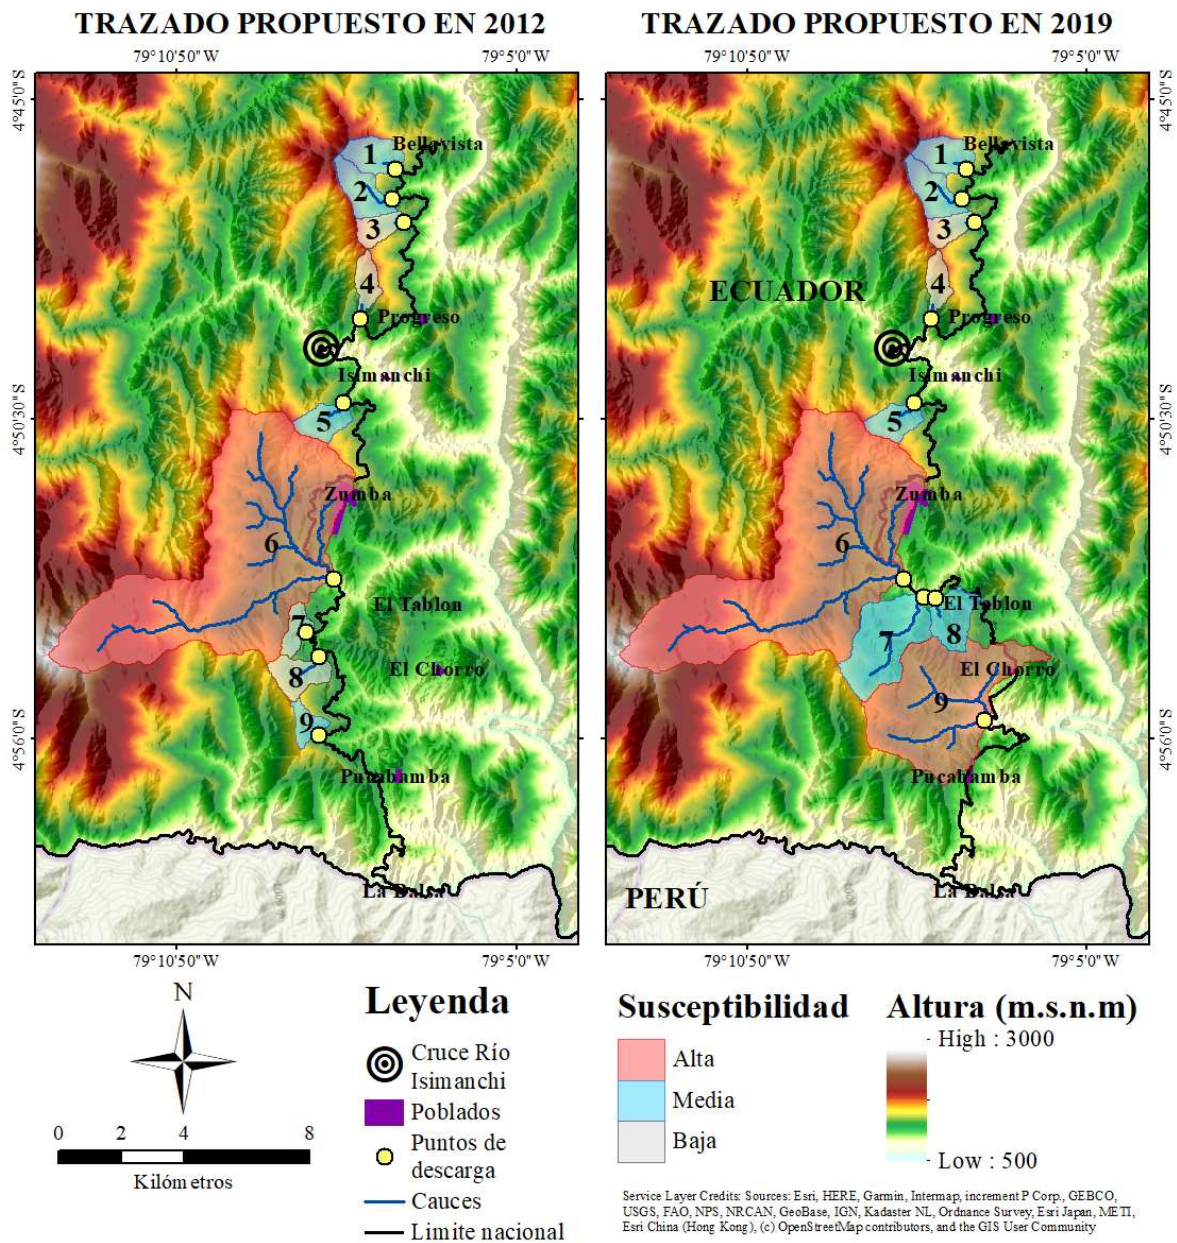 TRAZADO PROPUESTO EN 2012
79°10'50"W
79°5'0"W
4°45'0"S
4°50'30"S
4°56'0"S
Bellavista
1
2
3
4
Progreso
Isimanchi
5
Zumba
6
El Tablon
7
El Chorro
8
9
Pucabamba
La Balsa
79°10'50"W
79°5'0"W
TRAZADO PROPUESTO EN 2019
79°10'50"W
79°5'0"W
4°45'0"S
4°50'30"S
4°56'0"S
Bellavista
1
2
3
4
ECUADOR
Progreso
Isimanchi
5
Zumba
6
El Tablon
7
8
El Chorro
9
Pucabamba
PERÚ
La Balsa
79°10'50"W
79°5'0"W
N
0 2 4 8
Kilómetros
Leyenda
Cruce Río
Isimanchi
Poblados
Puntos de
descarga
Cauces
Limite nacional
Susceptibilidad
Alta
Media
Baja
Altura (m.s.n.m)
High : 3000
Low : 500
Service Layer Credits: Sources: Esri, HERE, Garmin, Intermap, increment P Corp., GEBCO,
USGS, FAO, NPS, NRCAN, GeoBase, IGN, Kadaster NL, Ordnance Survey, Esri Japan, METI,
Esri China (Hong Kong), (c) OpenStreetMap contributors, and the GIS User Community